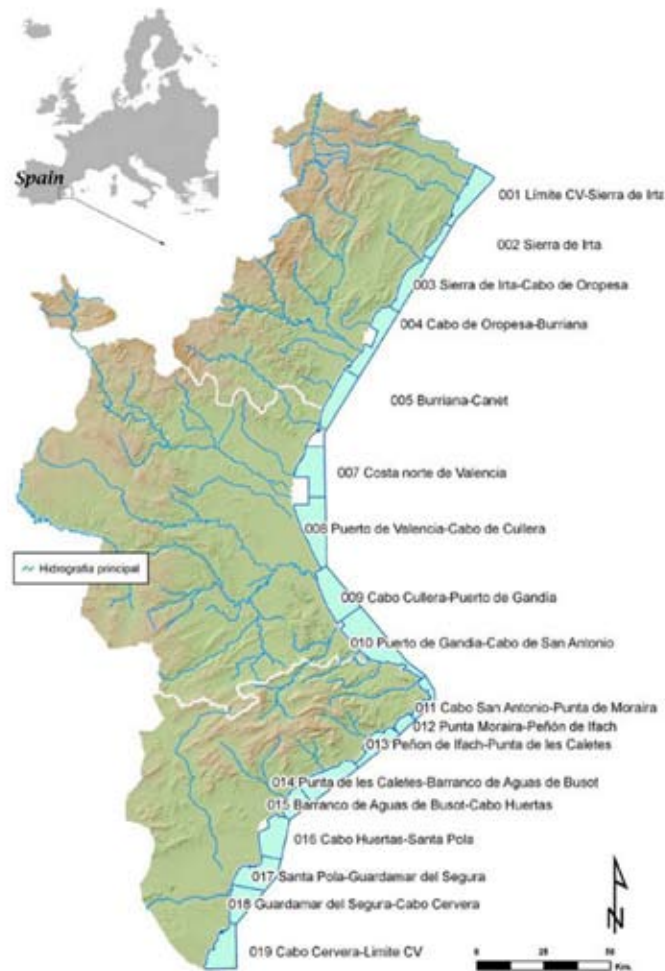 Spain
001 Límite CV-Sierra de Irta
002 Sierra de Irta
003 Sierra de Irta-Cabo de Oropesa
004 Cabo de Oropesa-Burriana
005 Burriana-Canet
007 Costa norte de Valencia
008 Puerto de Valencia-Cabo de Cullera
Hidrografia principal
009 Cabo Cullera-Puerto de Gandía
010 Puerto de Gandia-Cabo de San Antonio
011 Cabo San Antonio-Punta de Moraira
012 Punta Moraira-Peñón de Ifach
013 Peñon de Ifach-Punta de les Caletes
014 Punta de les Caletes-Barranco de Aguas de Busot
015 Barranco de Aguas de Busot-Cabo Huertas
016 Cabo Huertas-Santa Pola
017 Santa Pola-Guardamar del Segura
018 Guardamar del Segura-Cabo Cervera
019 Cabo Cervera-Limite CV
N
0 25 50
Km.